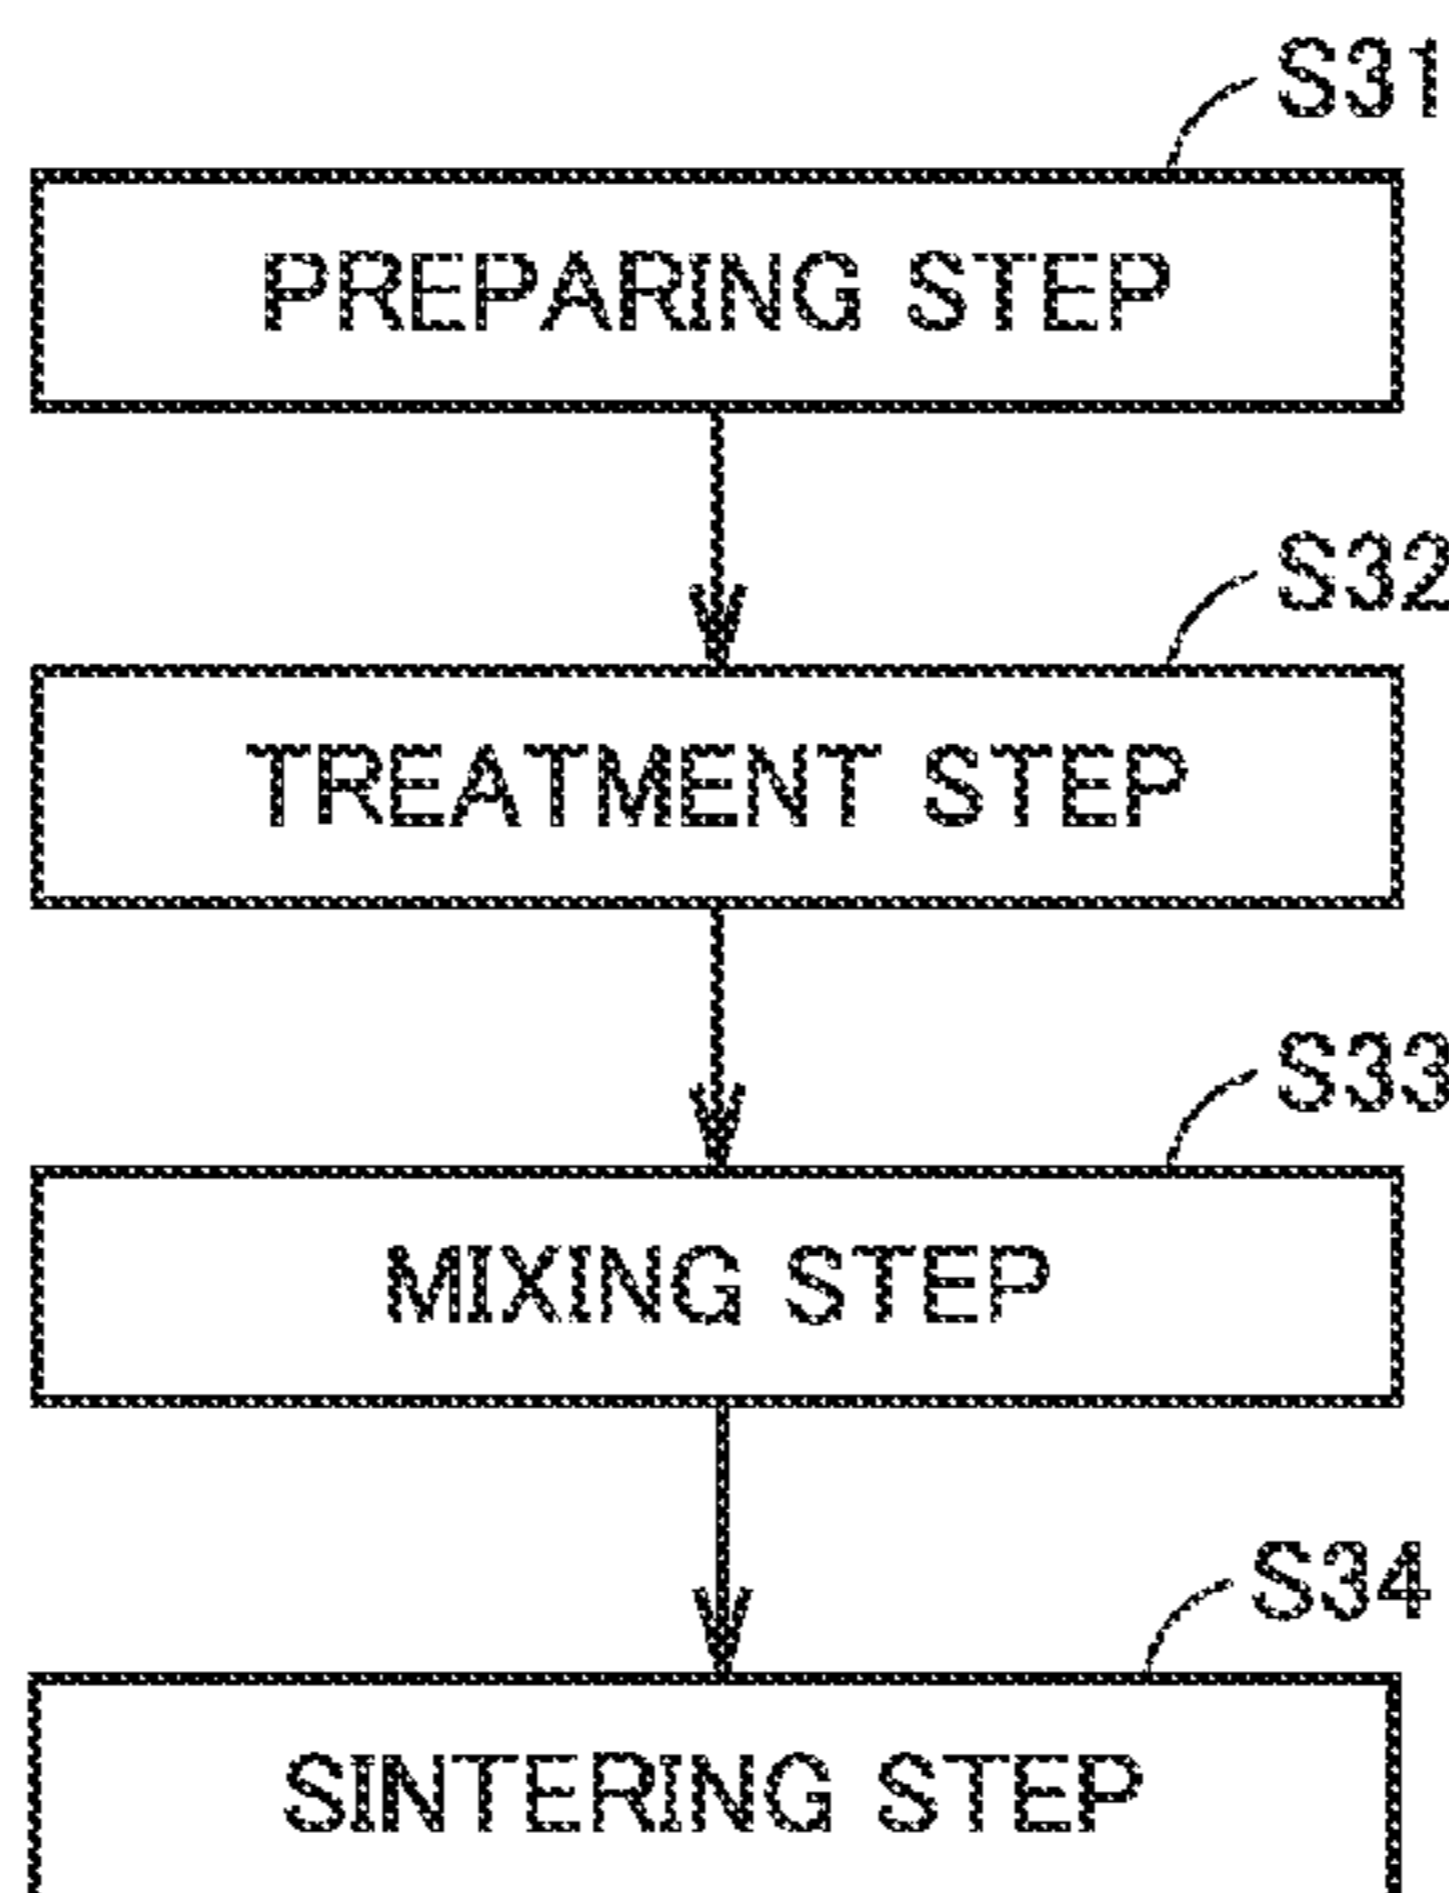 S31
PREPARING STEP
S32
TREATMENT STEP
S33
MIXING STEP
S34
SINTERING STEP